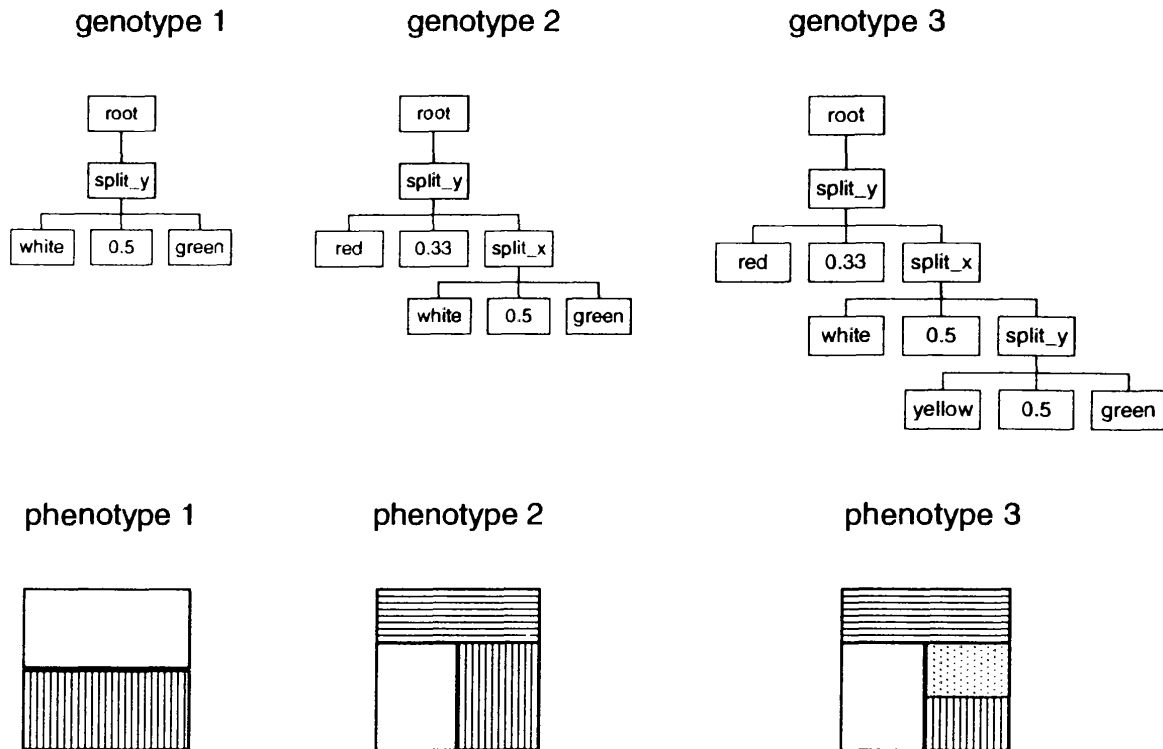 genotype 1
genotype 2
genotype 3
root
split_y
white 0.5 green
root
split_y
red 0.33 split_x
white 0.5 green
root
split_y
red 0.33 split_x
white 0.5 split_y
yellow 0.5 green
phenotype 1
phenotype 2
phenotype 3